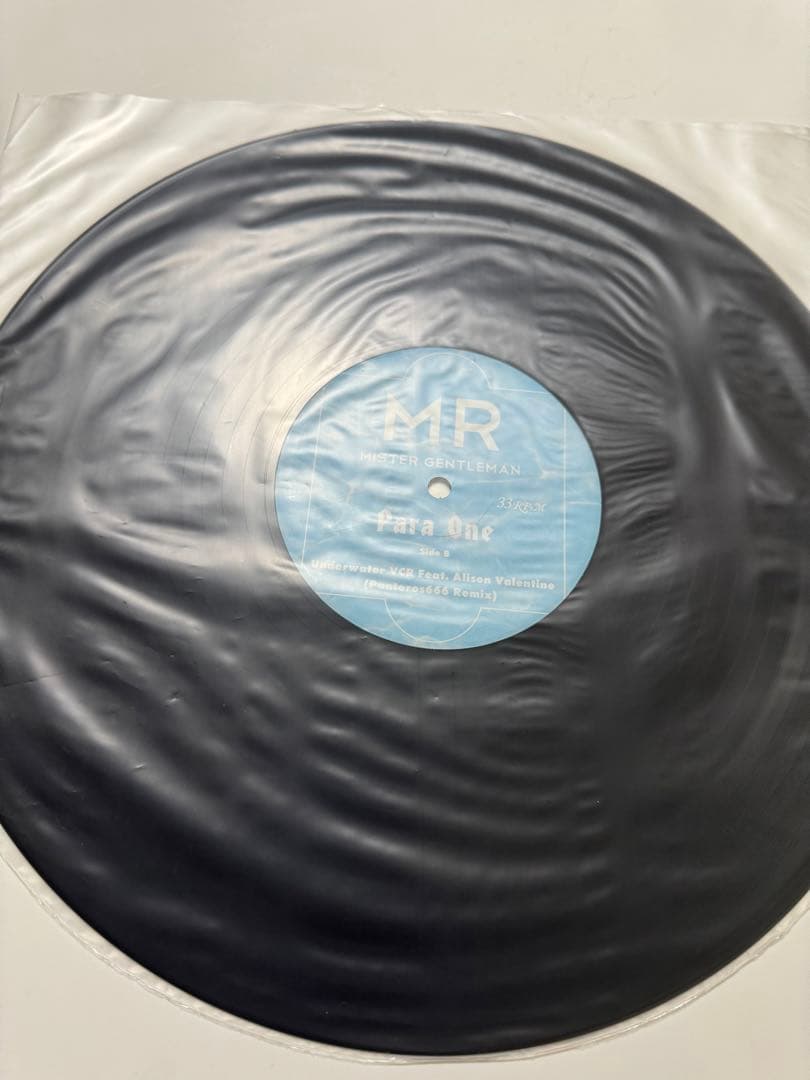 MR
MISTER GENTLEMAN
33 RPM
Para One
Side B
Underwater VCR Feat. Alison Valentine
(Panteros666 Remix)